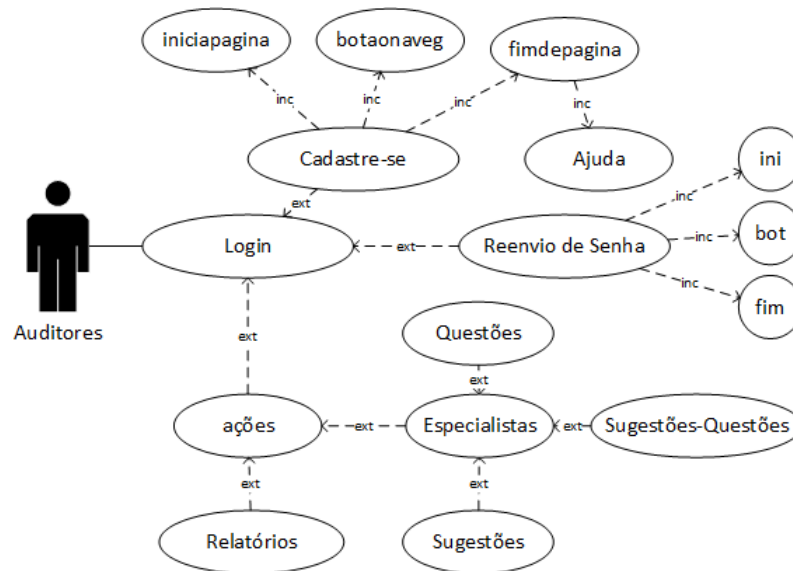 iniciapagina
botaonaveg
fimdepagina
inc
inc
inc
inc
Cadastre-se
Ajuda
ini
ext
inc
Login
ext
Reenvio de Senha
inc
bot
inc
fim
Auditores
ext
Questões
ext
ações
ext
Especialistas
ext
Sugestões-Questões
ext
ext
Relatórios
Sugestões